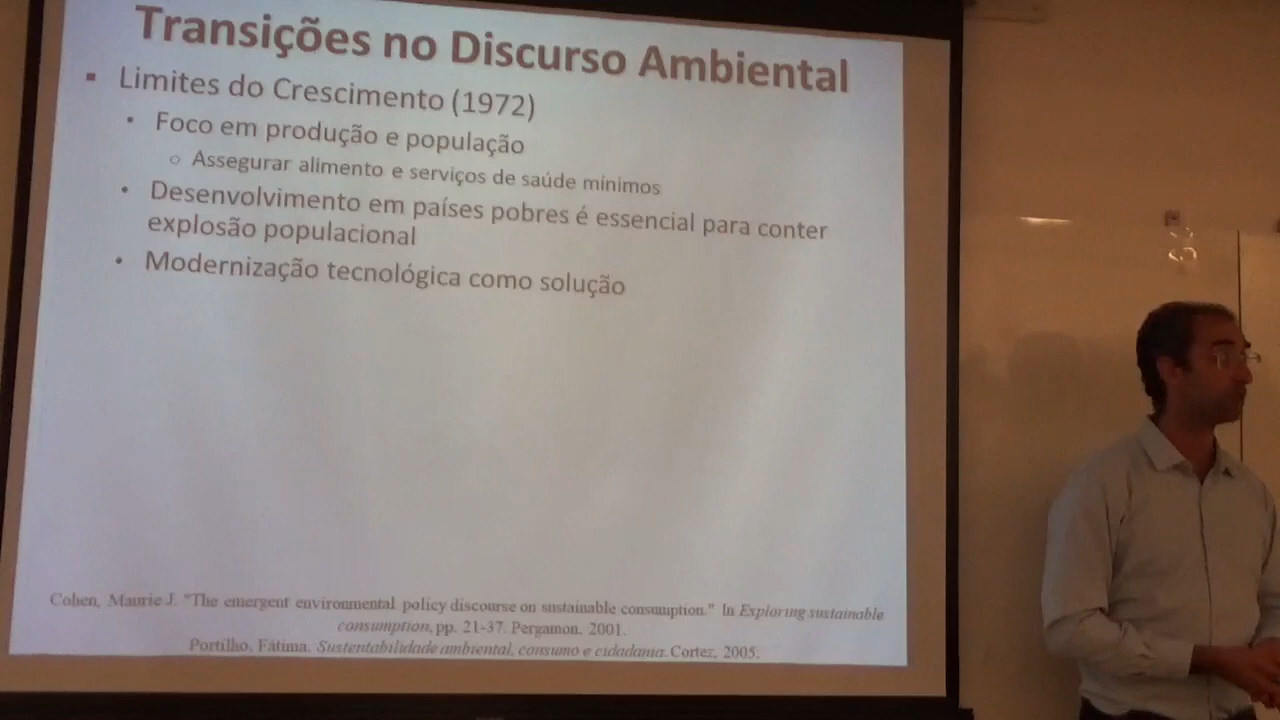 Transições no Discurso Ambiental
▪ Limites do Crescimento (1972)
• Foco em produção e população
○ Assegurar alimento e serviços de saúde mínimos
• Desenvolvimento em países pobres é essencial para conter
explosão populacional
• Modernização tecnológica como solução
Cohen, Maurie J. "The emergent environmental policy discourse on sustainable consumption." In Exploring sustainable
consumption, pp. 21-37. Pergamon, 2001.
Portilho, Fátima. Sustentabilidade ambiental, consumo e cidadania. Cortez, 2005.